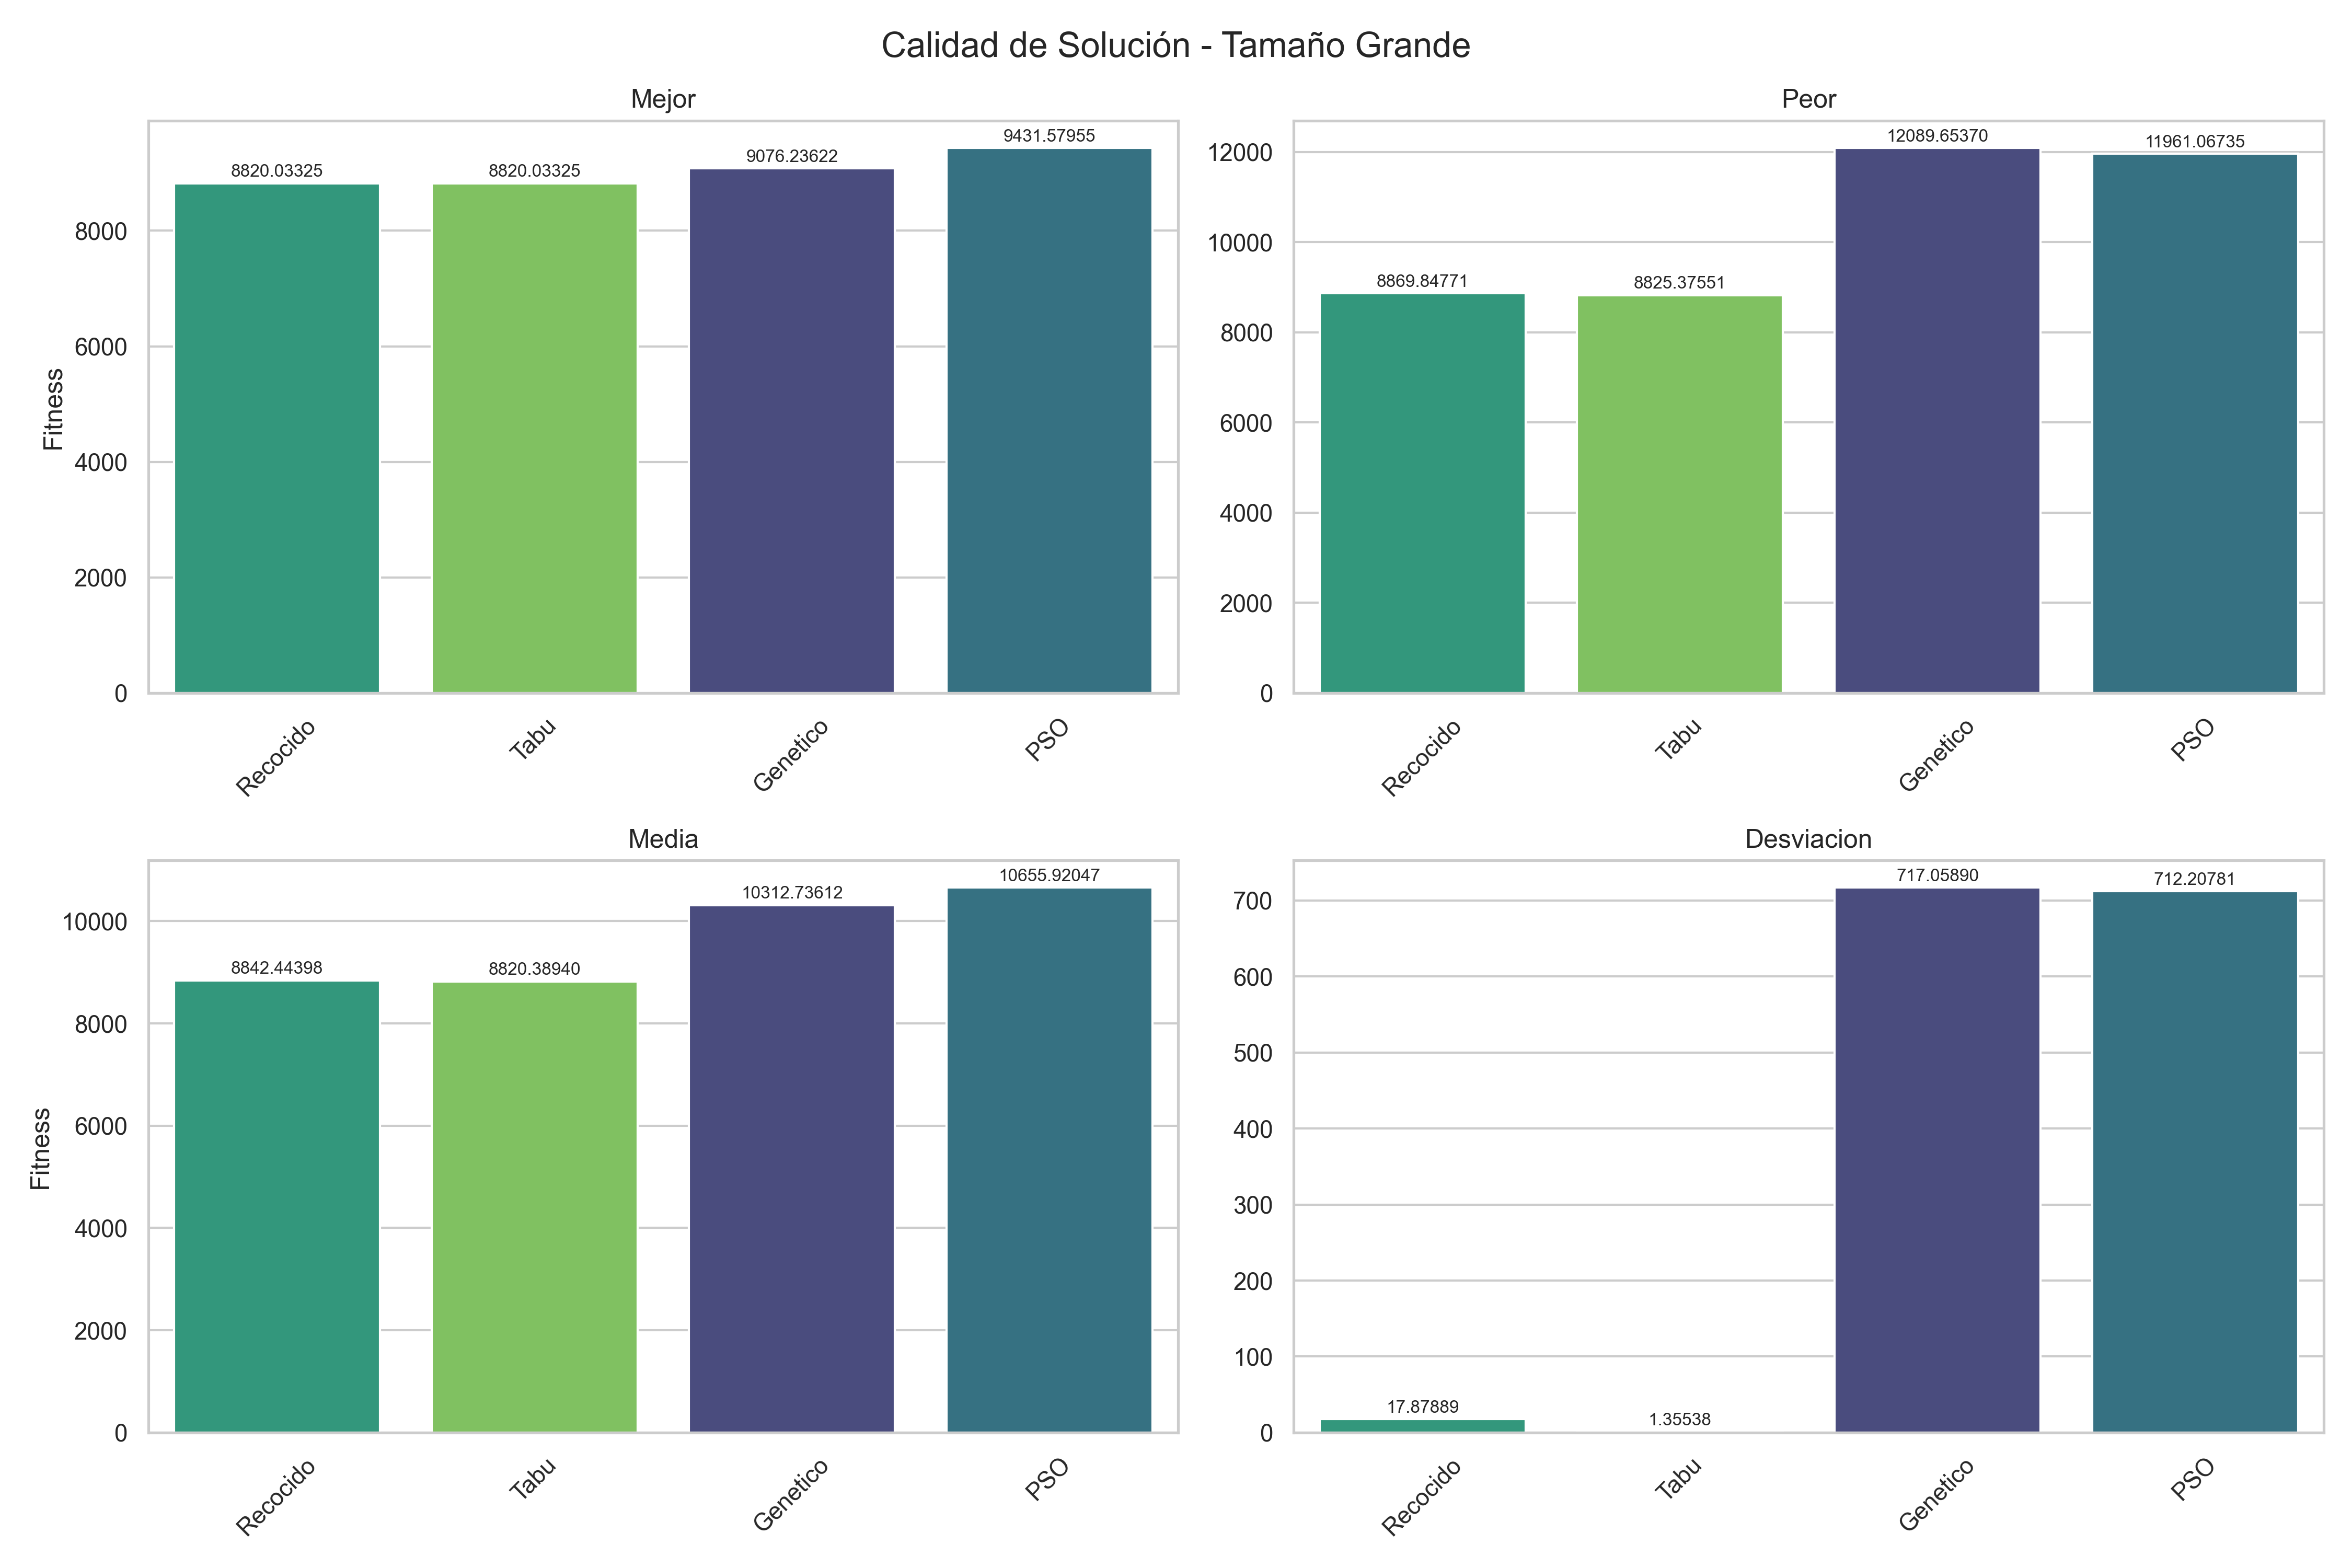 Calidad de Solución - Tamaño Grande
Mejor
Fitness
8000
6000
4000
2000
0
8820.03325
8820.03325
9076.23622
9431.57955
Recocido
Tabu
Genetico
PSO
Peor
12000
10000
8000
6000
4000
2000
0
8869.84771
8825.37551
12089.65370
11961.06735
Recocido
Tabu
Genetico
PSO
Media
Fitness
10000
8000
6000
4000
2000
0
8842.44398
8820.38940
10312.73612
10655.92047
Recocido
Tabu
Genetico
PSO
Desviacion
700
600
500
400
300
200
100
0
17.87889
1.35538
717.05890
712.20781
Recocido
Tabu
Genetico
PSO